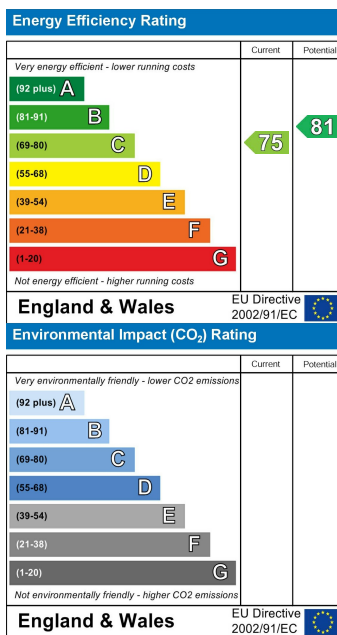 Energy Efficiency Rating
Current Potential
Very energy efficient - lower running costs
(92 plus) A
(81-91) B
(69-80) C
(55-68) D
(39-54) E
(21-38) F
(1-20) G
75
81
Not energy efficient - higher running costs
England & Wales
EU Directive
2002/91/EC
Environmental Impact (CO₂) Rating
Current Potential
Very environmentally friendly - lower CO2 emissions
(92 plus) A
(81-91) B
(69-80) C
(55-68) D
(39-54) E
(21-38) F
(1-20) G
Not environmentally friendly - higher CO2 emissions
England & Wales
EU Directive
2002/91/EC